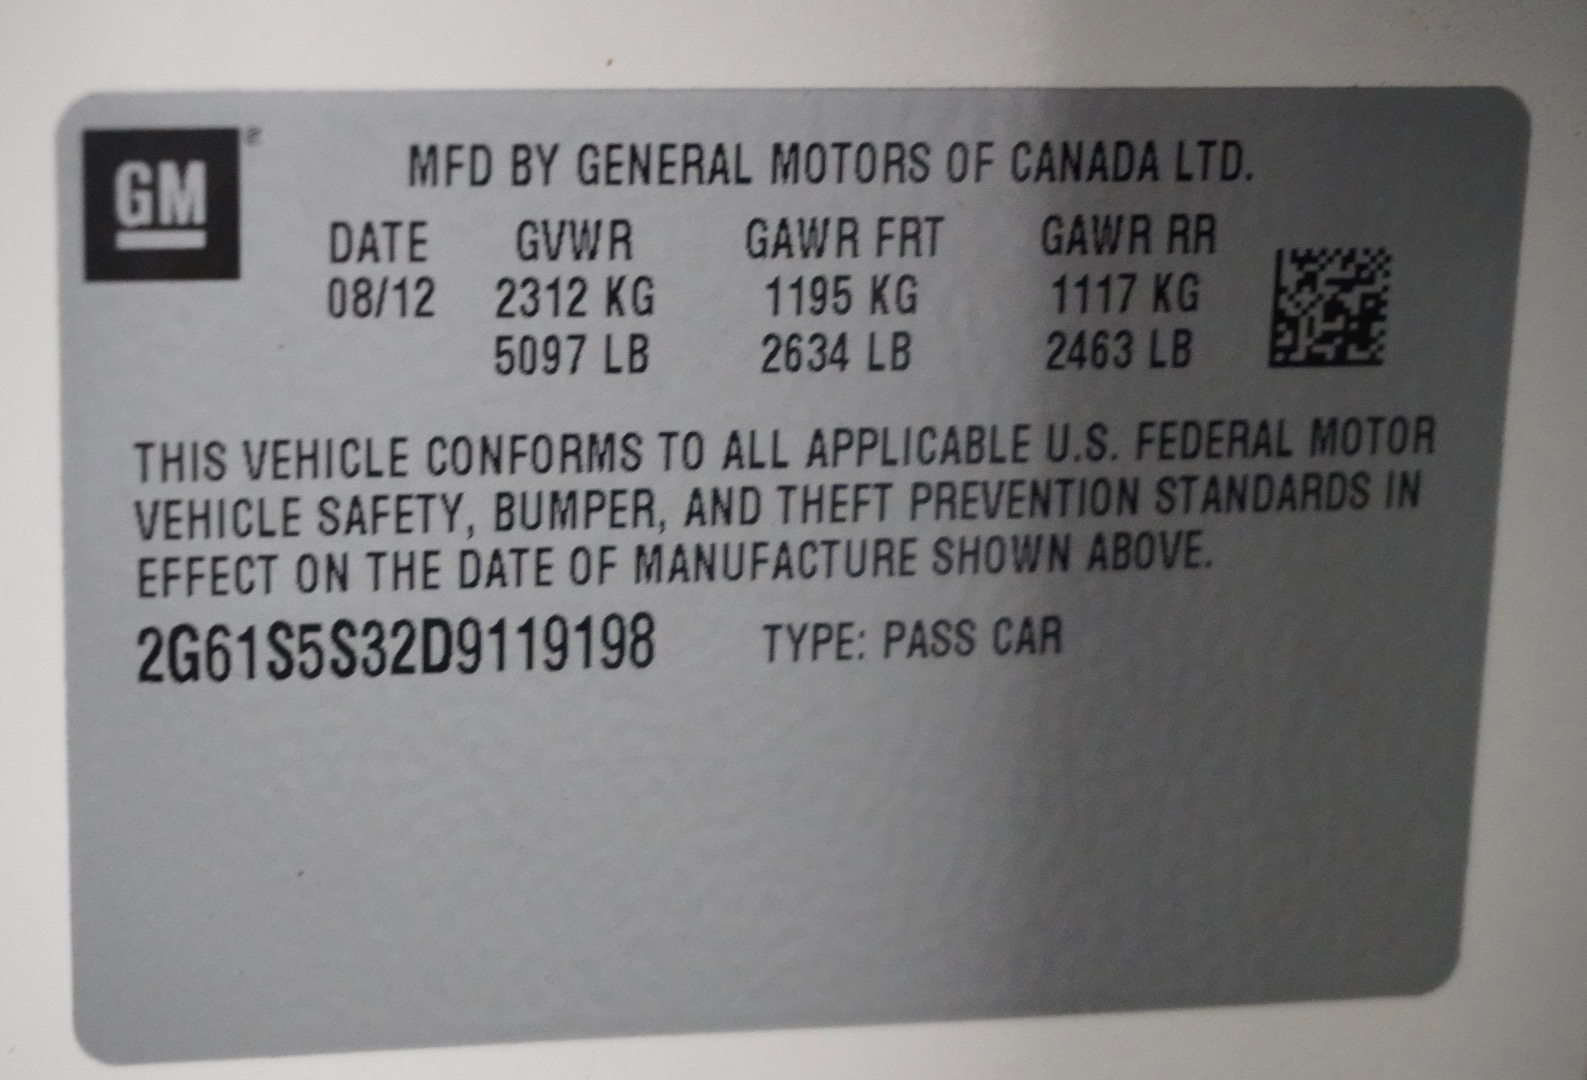 GM
MFD BY GENERAL MOTORS OF CANADA LTD.
DATE GVWR GAWR FRT GAWR RR
08/12 2312 KG 1195 KG 1117 KG
5097 LB 2634 LB 2463 LB
THIS VEHICLE CONFORMS TO ALL APPLICABLE U.S. FEDERAL MOTOR
VEHICLE SAFETY, BUMPER, AND THEFT PREVENTION STANDARDS IN
EFFECT ON THE DATE OF MANUFACTURE SHOWN ABOVE.
2G61S5S32D9119198 TYPE: PASS CAR